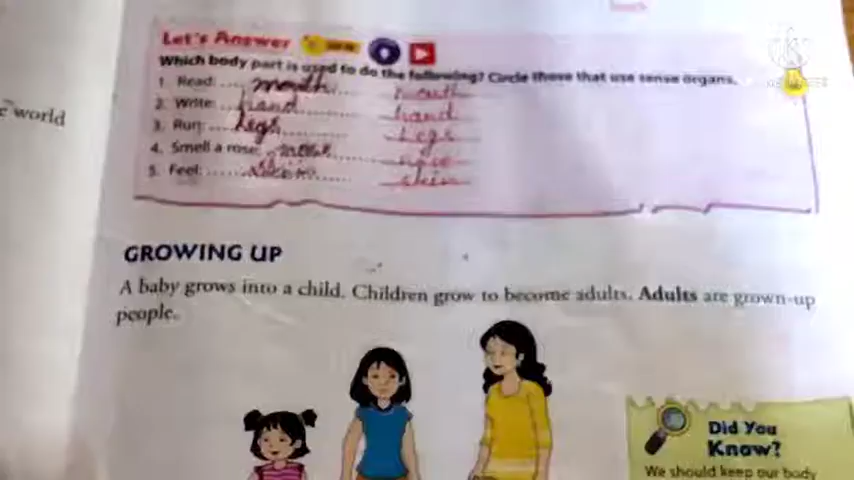 Let's Answer
Which body part is used to do the following? Circle those that use sense organs.
1. Read: mouth mouth
2. Write: hand hand
3. Run: legs Legs
4. Smell a rose: nose nose
5. Feel: skin skin
e world
GROWING UP
A baby grows into a child. Children grow to become adults. Adults are grown-up
people.
Did You
Know?
We should keep our body